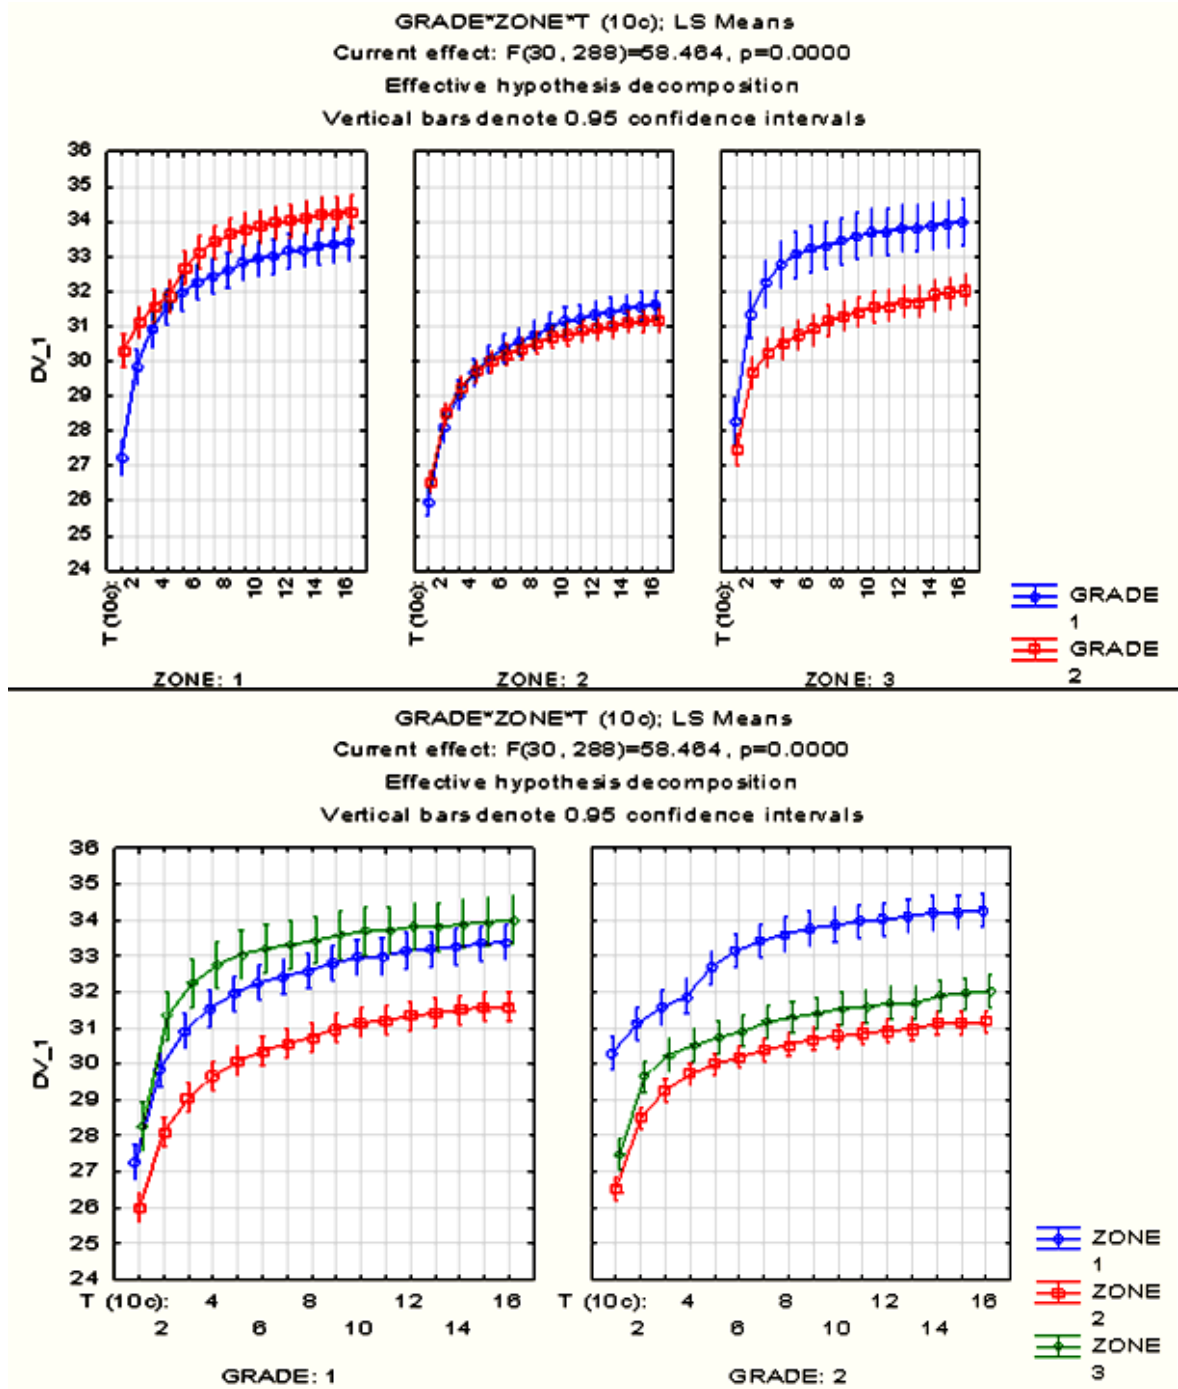 GRADE*ZONE*T (10c); LS Means
Current effect: F(30, 288)=58.464, p=0.0000
Effective hypothesis decomposition
Vertical bars denote 0.95 confidence intervals
36
35
34
33
32
31
30
29
28
27
26
25
24
DV_1
T (10c): 2 4 6 8 10 12 14 16
T (10c): 2 4 6 8 10 12 14 16
T (10c): 2 4 6 8 10 12 14 16
ZONE: 1 ZONE: 2 ZONE: 3
GRADE
1
GRADE
2
GRADE*ZONE*T (10c); LS Means
Current effect: F(30, 288)=58.464, p=0.0000
Effective hypothesis decomposition
Vertical bars denote 0.95 confidence intervals
36
35
34
33
32
31
30
29
28
27
26
25
24
DV_1
T (10c): 4 8 12 16 T (10c): 4 8 12 16
2 6 10 14 2 6 10 14
GRADE: 1 GRADE: 2
ZONE
1
ZONE
2
ZONE
3